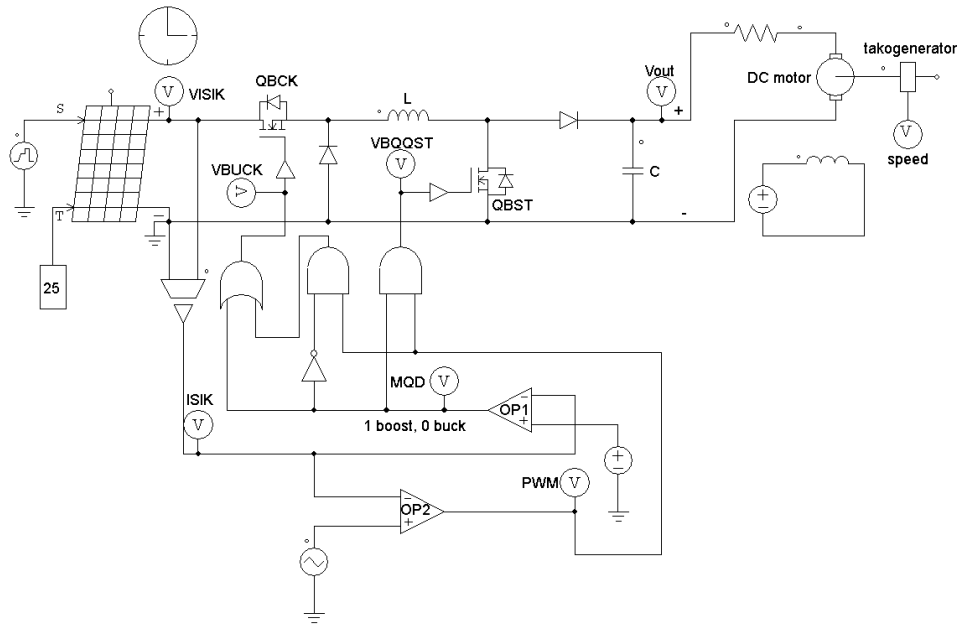 takogenerator
DC motor
Vout
V
+
VISIK
V
+
QBCK
L
S
VBQQST
V
C
V
speed
VBUCK
V
QBST
T
-
25
MQD
V
OP1
1 boost, 0 buck
ISIK
V
PWM
V
OP2